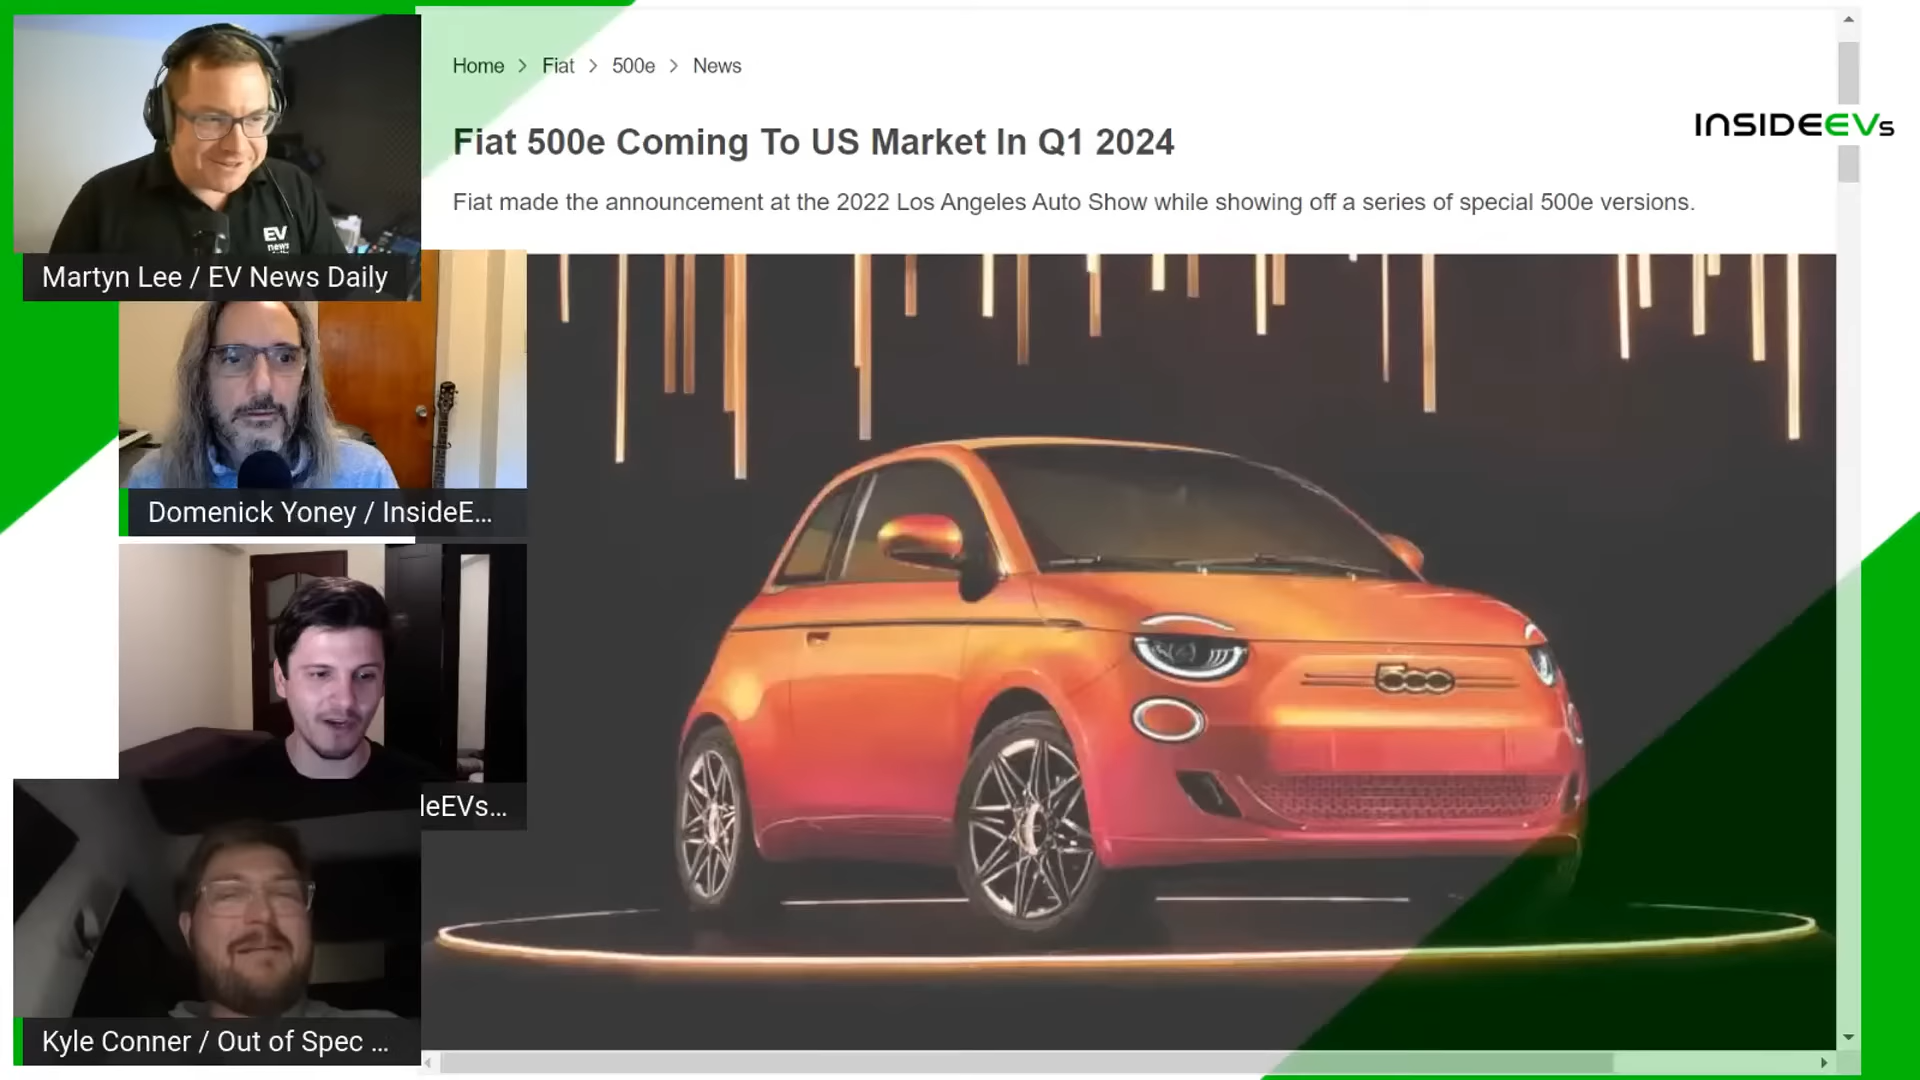 Home > Fiat > 500e > News
Fiat 500e Coming To US Market In Q1 2024
INSIDEEVs
Fiat made the announcement at the 2022 Los Angeles Auto Show while showing off a series of special 500e versions.
EV
news
Martyn Lee / EV News Daily
Domenick Yoney / InsideE...
500
leEVs...
Kyle Conner / Out of Spec ...